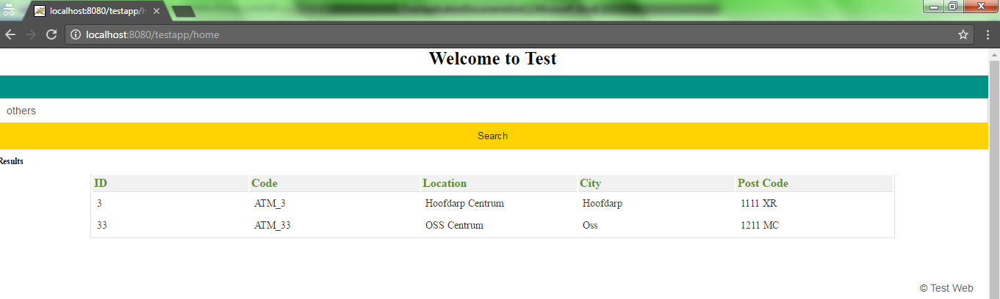 localhost:8080/testapp/h
localhost:8080/testapp/home
Welcome to Test
others
Search
Results
ID Code Location City Post Code
3 ATM_3 Hoofdarp Centrum Hoofdarp 1111 XR
33 ATM_33 OSS Centrum Oss 1211 MC
© Test Web